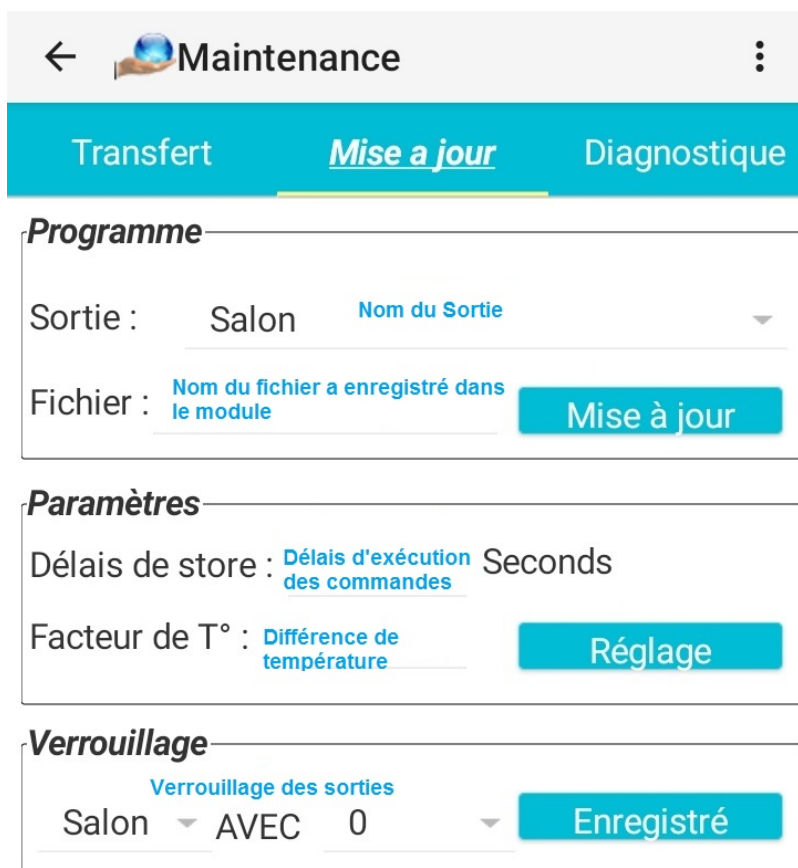 Maintenance
Transfert Mise a jour Diagnostique
Programme
Sortie : Salon Nom du Sortie
Fichier : Nom du fichier a enregistré dans
le module
Mise à jour
Paramètres
Délais de store : Délais d'exécution
des commandes Seconds
Facteur de T° : Différence de
température
Réglage
Verrouillage
Verrouillage des sorties
Salon AVEC 0 Enregistré